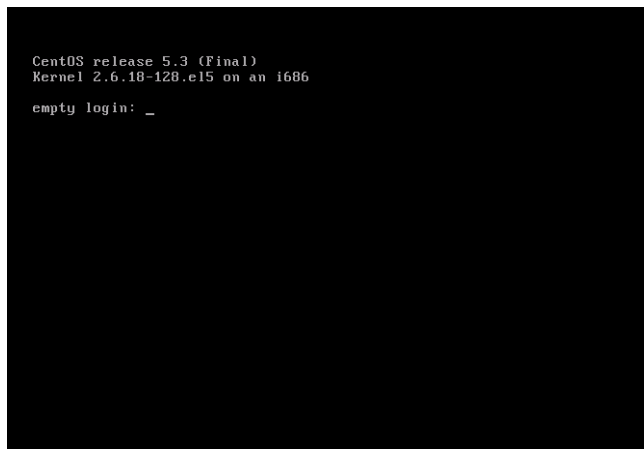 CentOS release 5.3 (Final)
Kernel 2.6.18-128.el5 on an i686
empty login: _